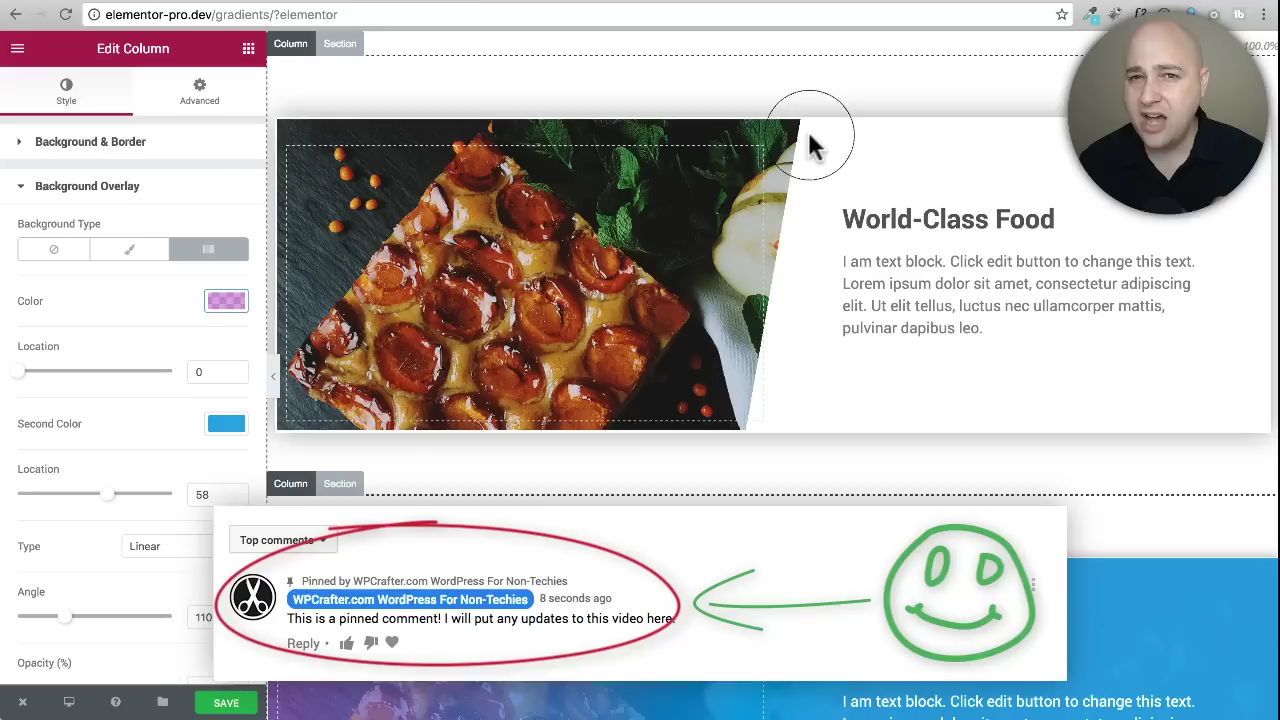 elementor-pro.dev/gradients/?elementor
Edit Column
Column
Section
100.0%
Style
Advanced
Background & Border
Background Overlay
Background Type
Color
Location
0
Second Color
Location
58
Type
Linear
Angle
110
Opacity (%)
SAVE
World-Class Food
I am text block. Click edit button to change this text.
Lorem ipsum dolor sit amet, consectetur adipiscing
elit. Ut elit tellus, luctus nec ullamcorper mattis,
pulvinar dapibus leo.
Column
Section
Top comments
Pinned by WPCrafter.com WordPress For Non-Techies
WPCrafter.com WordPress For Non-Techies 8 seconds ago
This is a pinned comment! I will put any updates to this video here.
Reply •
I am text block. Click edit button to change this text.